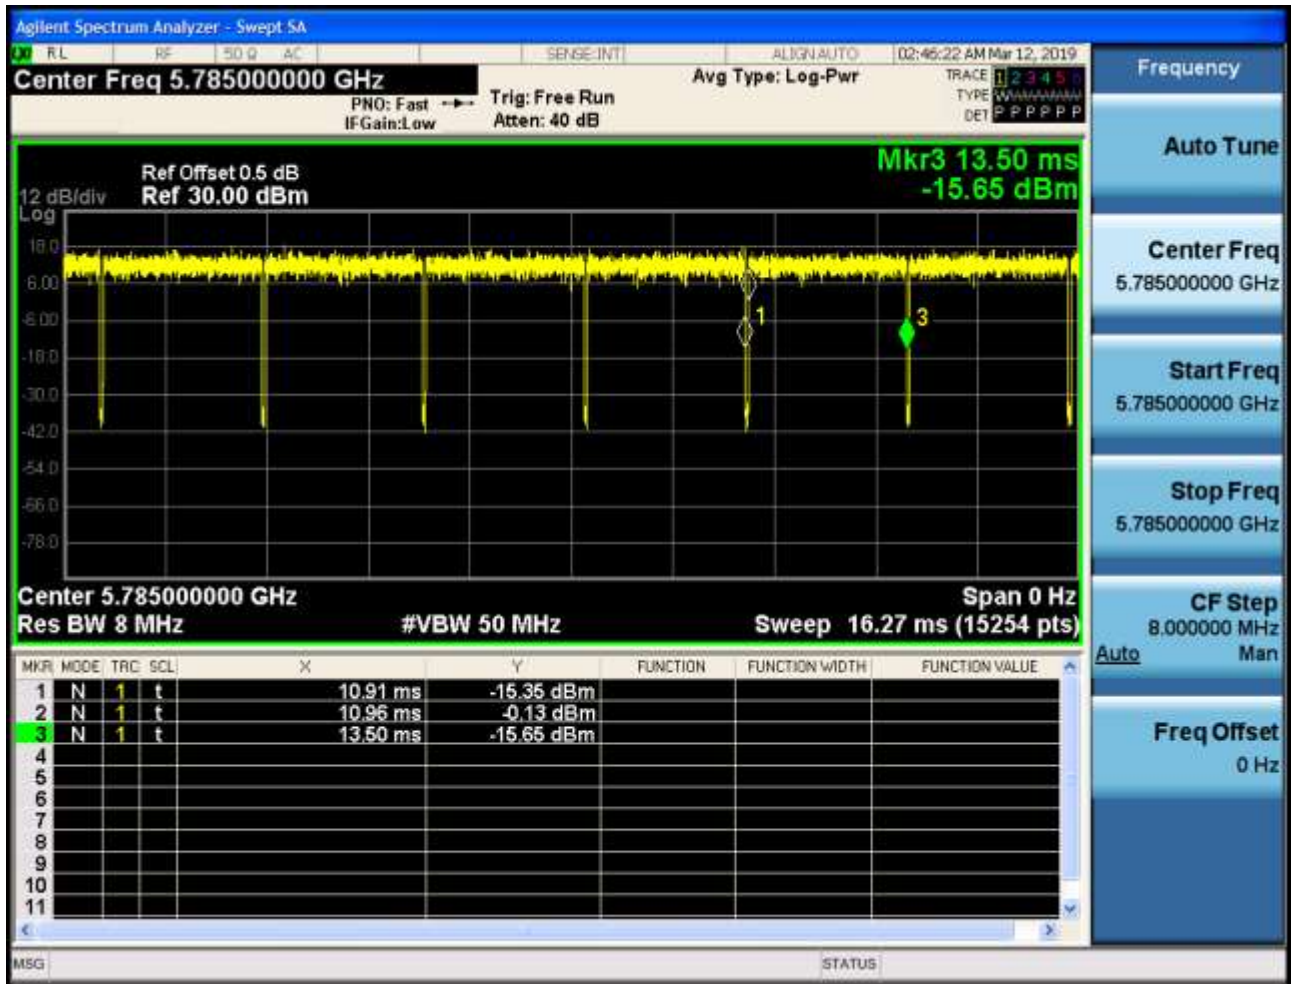 Agilent Spectrum Analyzer - Swept SA
RL RF 50 Ω AC SENSE:INT ALIGN AUTO 02:46:22 AM Mar 12, 2019
Center Freq 5.785000000 GHz
PNO: Fast
IFGain:Low
Trig: Free Run
Atten: 40 dB
Avg Type: Log-Pwr
TRACE 1 2 3 4 5 6
TYPE
DET P P P P P P
Ref Offset 0.5 dB
12 dB/div Ref 30.00 dBm
Log
Mkr3 13.50 ms
-15.65 dBm
18.0
6.00
-6.00
-18.0
-30.0
-42.0
-54.0
-66.0
-78.0
1
3
Center 5.785000000 GHz Span 0 Hz
Res BW 8 MHz #VBW 50 MHz Sweep 16.27 ms (15254 pts)
MKR MODE TRC SCL X Y FUNCTION FUNCTION WIDTH FUNCTION VALUE
1 N 1 t 10.91 ms -15.35 dBm
2 N 1 t 10.96 ms -0.13 dBm
3 N 1 t 13.50 ms -15.65 dBm
4
5
6
7
8
9
10
11
MSG STATUS
Frequency
Auto Tune
Center Freq
5.785000000 GHz
Start Freq
5.785000000 GHz
Stop Freq
5.785000000 GHz
CF Step
8.000000 MHz
Auto Man
Freq Offset
0 Hz